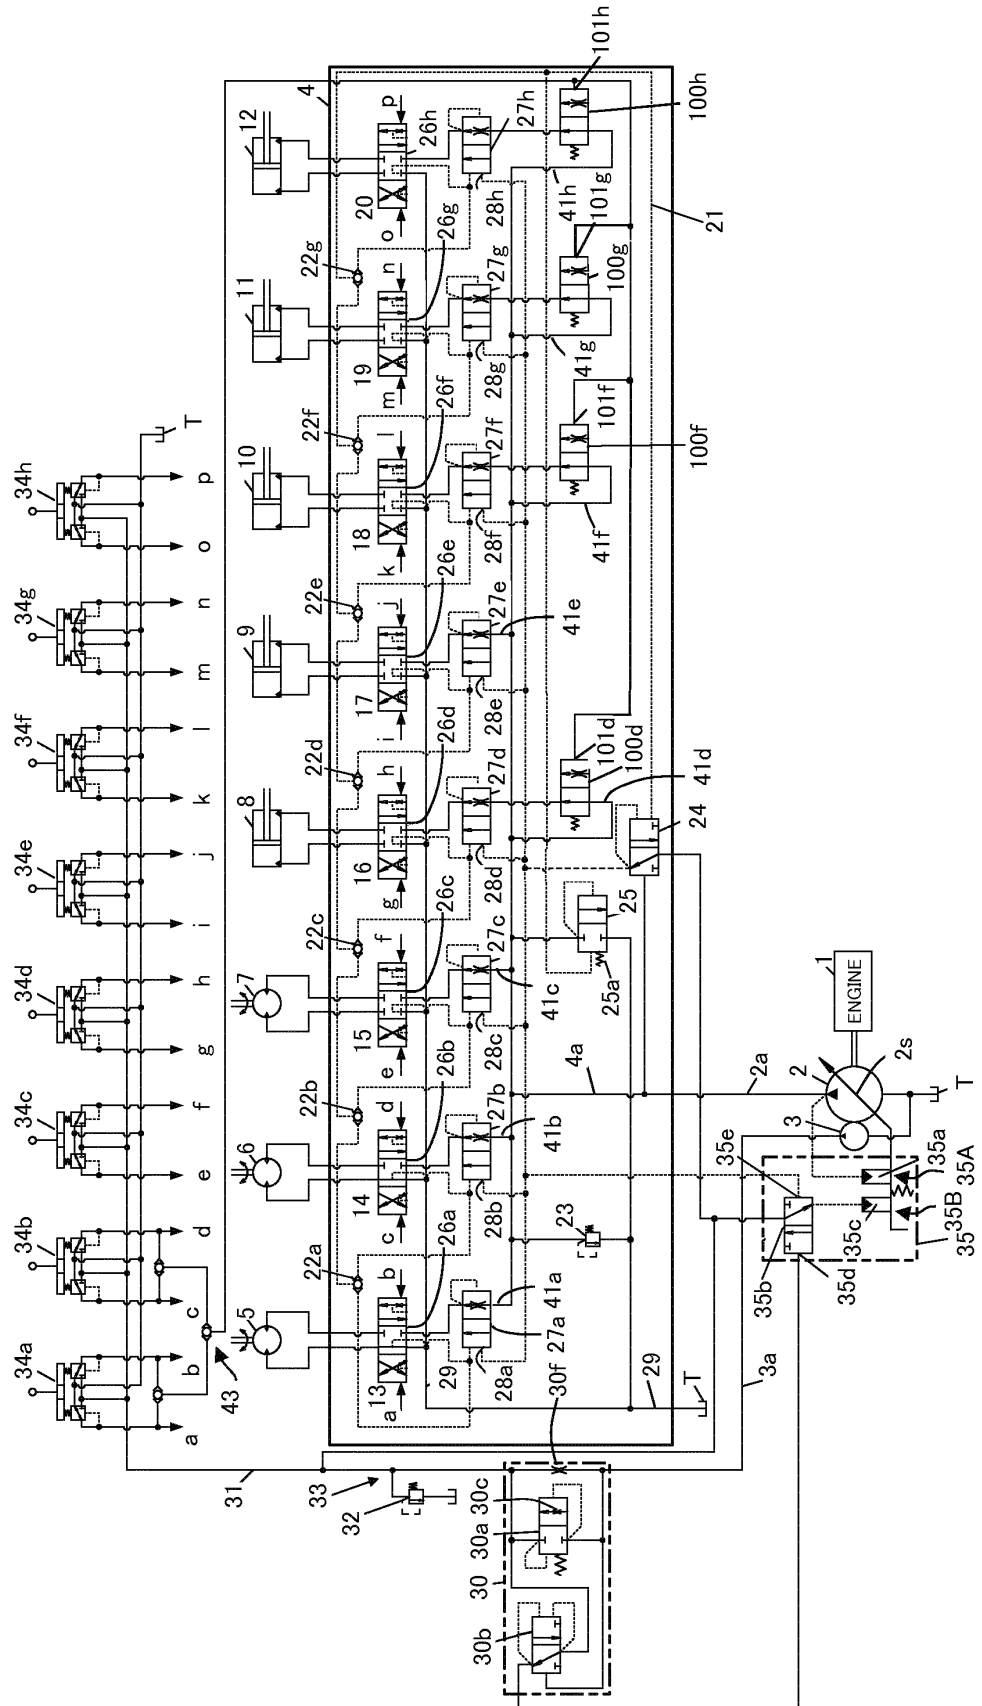 34a 34b 34c 34d 34e 34f 34g 34h
a b c d e f g h i j k l m n o p
T
43
5 6 7 8 9 10 11 12
4
22a 22b 22c 22d 22e 22f 22g
a b c d e f g h i j k l m n o p
13 14 15 16 17 18 19 20
29
26a 26b 26c 26d 26e 26f 26g 26h
28a 28b 28c 28d 28e 28f 28g 28h
27a 27b 27c 27d 27e 27f 27g 27h
41a 41b 41c 41d 41e 41f 41g 41h
101d 101f 101g 101h
100d 100f 100g 100h
23
25
25a
24
21
4a
2a
29
T
31
33
32
30f
30
30a
30c
30b
3a
ENGINE
1
2
2s
3
T
35e
35a
35A
35B
35c
35
35b
35d